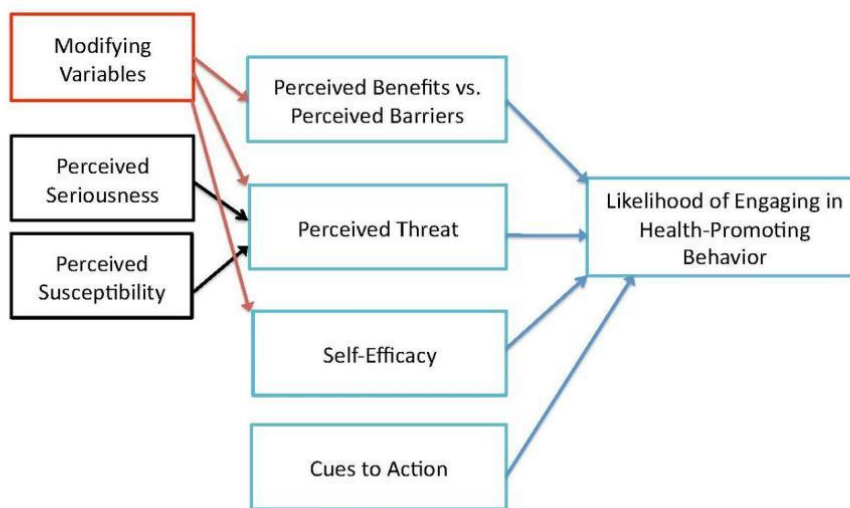 Modifying
Variables
Perceived Benefits vs.
Perceived Barriers
Perceived
Seriousness
Perceived Threat
Likelihood of Engaging in
Health-Promoting
Behavior
Perceived
Susceptibility
Self-Efficacy
Cues to Action